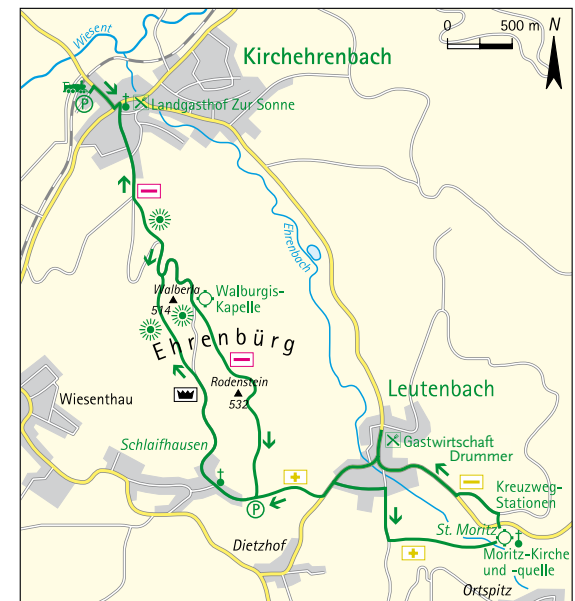 0 500 m N
Wiesent
Kirchehrenbach
P
Landgasthof Zur Sonne
Ehrenbach
Walberla
514
Walburgis-
Kapelle
Ehrenbürg
Rodenstein
532
Wiesenthau
Leutenbach
Schlaifhausen
Gastwirtschaft
Drummer
Kreuzweg-
Stationen
P
St. Moritz
Moritz-Kirche
und -quelle
Dietzhof
Ortspitz